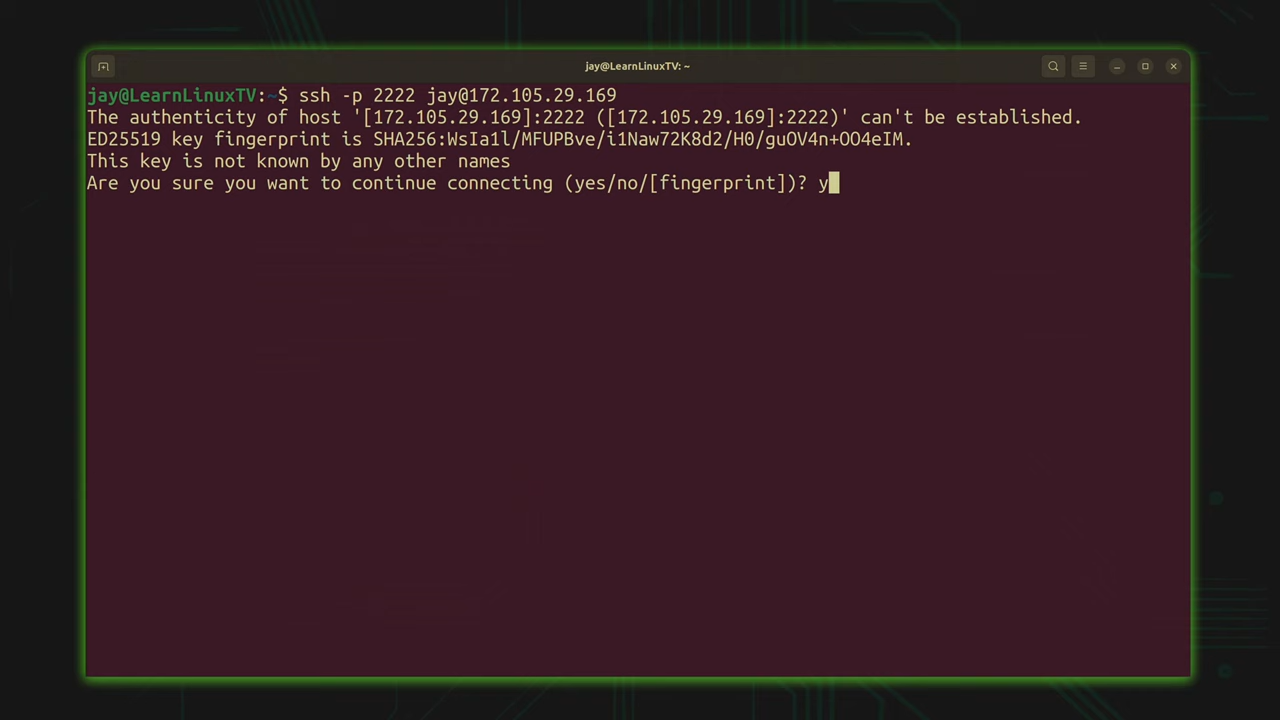 jay@LearnLinuxTV: ~
jay@LearnLinuxTV:~$ ssh -p 2222 jay@172.105.29.169
The authenticity of host '[172.105.29.169]:2222 ([172.105.29.169]:2222)' can't be established.
ED25519 key fingerprint is SHA256:WsIa1l/MFUPBve/i1Naw72K8d2/H0/guOV4n+OO4eIM.
This key is not known by any other names
Are you sure you want to continue connecting (yes/no/[fingerprint])? y